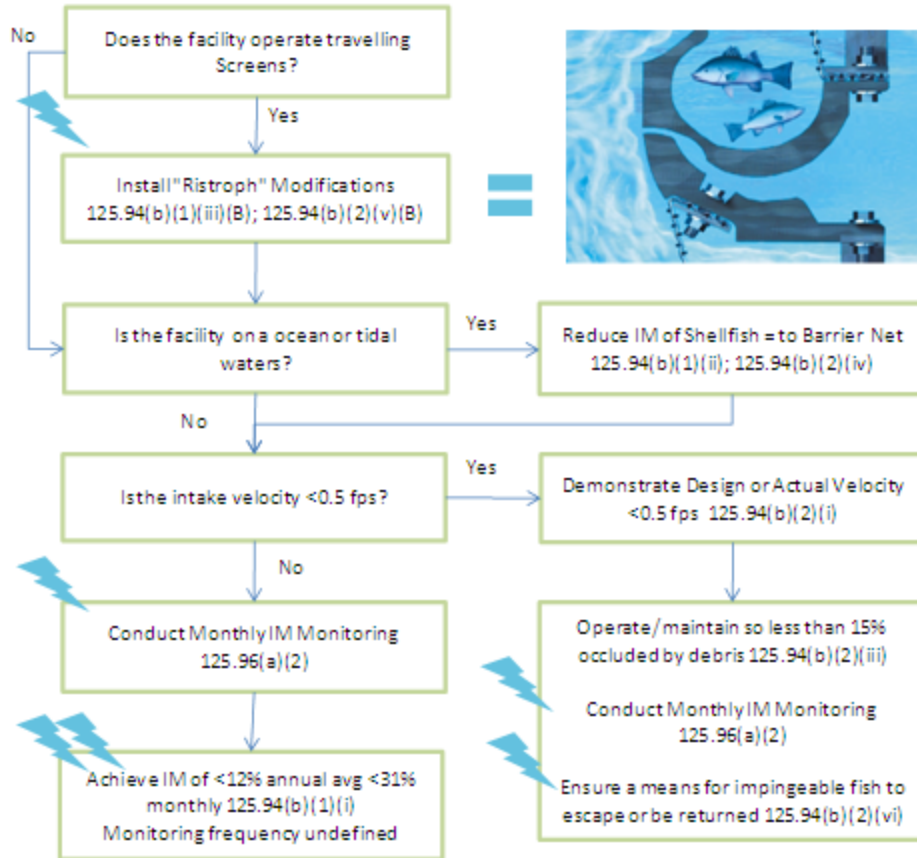 No
Does the facility operate travelling
Screens?
Yes
Install "Ristroph" Modifications
125.94(b)(1)(iii)(B); 125.94(b)(2)(v)(B)
Is the facility on a ocean or tidal
waters?
Yes
Reduce IM of Shellfish = to Barrier Net
125.94(b)(1)(ii); 125.94(b)(2)(iv)
No
Is the intake velocity <0.5 fps?
Yes
Demonstrate Design or Actual Velocity
<0.5 fps 125.94(b)(2)(i)
No
Conduct Monthly IM Monitoring
125.96(a)(2)
Achieve IM of <12% annual avg <31%
monthly 125.94(b)(1)(i)
Monitoring frequency undefined
Operate/maintain so less than 15%
occluded by debris 125.94(b)(2)(iii)
Conduct Monthly IM Monitoring
125.96(a)(2)
Ensure a means for impingeable fish to
escape or be returned 125.94(b)(2)(vi)